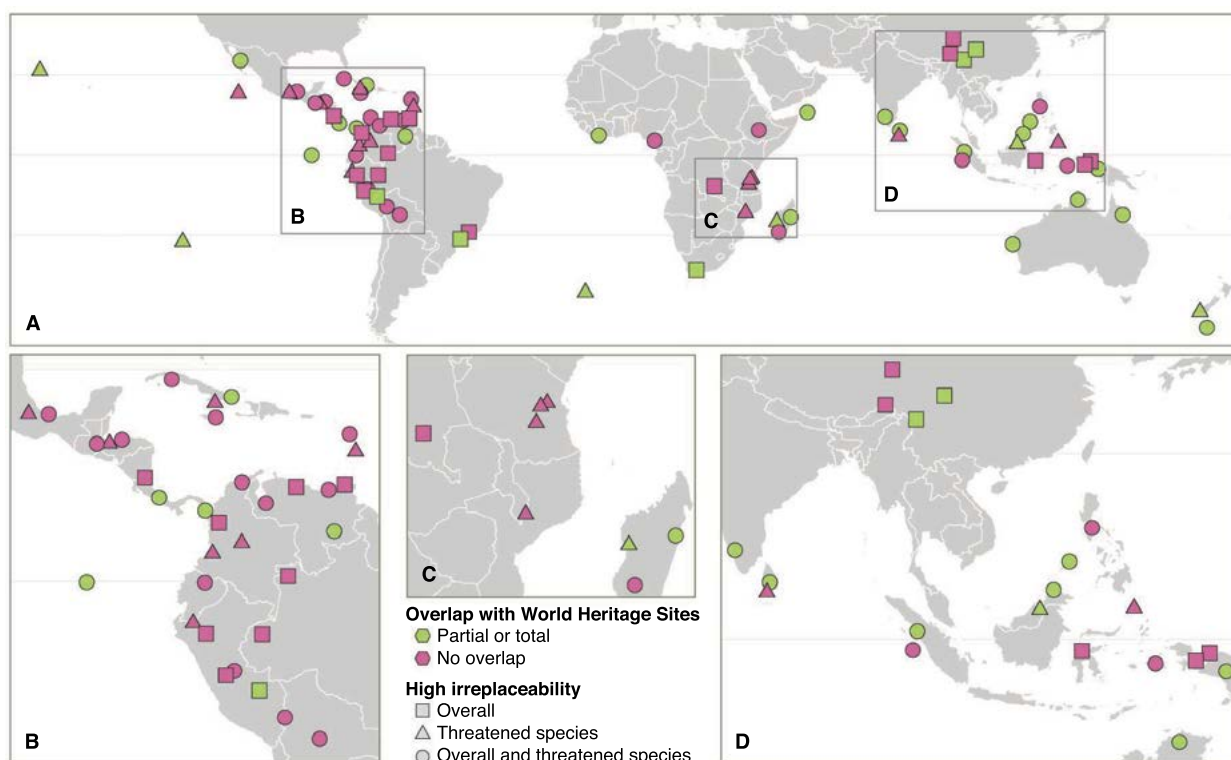 B
C
D
A
C
Overlap with World Heritage Sites
Partial or total
No overlap
High irreplaceability
Overall
Threatened species
Overall and threatened species
B
D